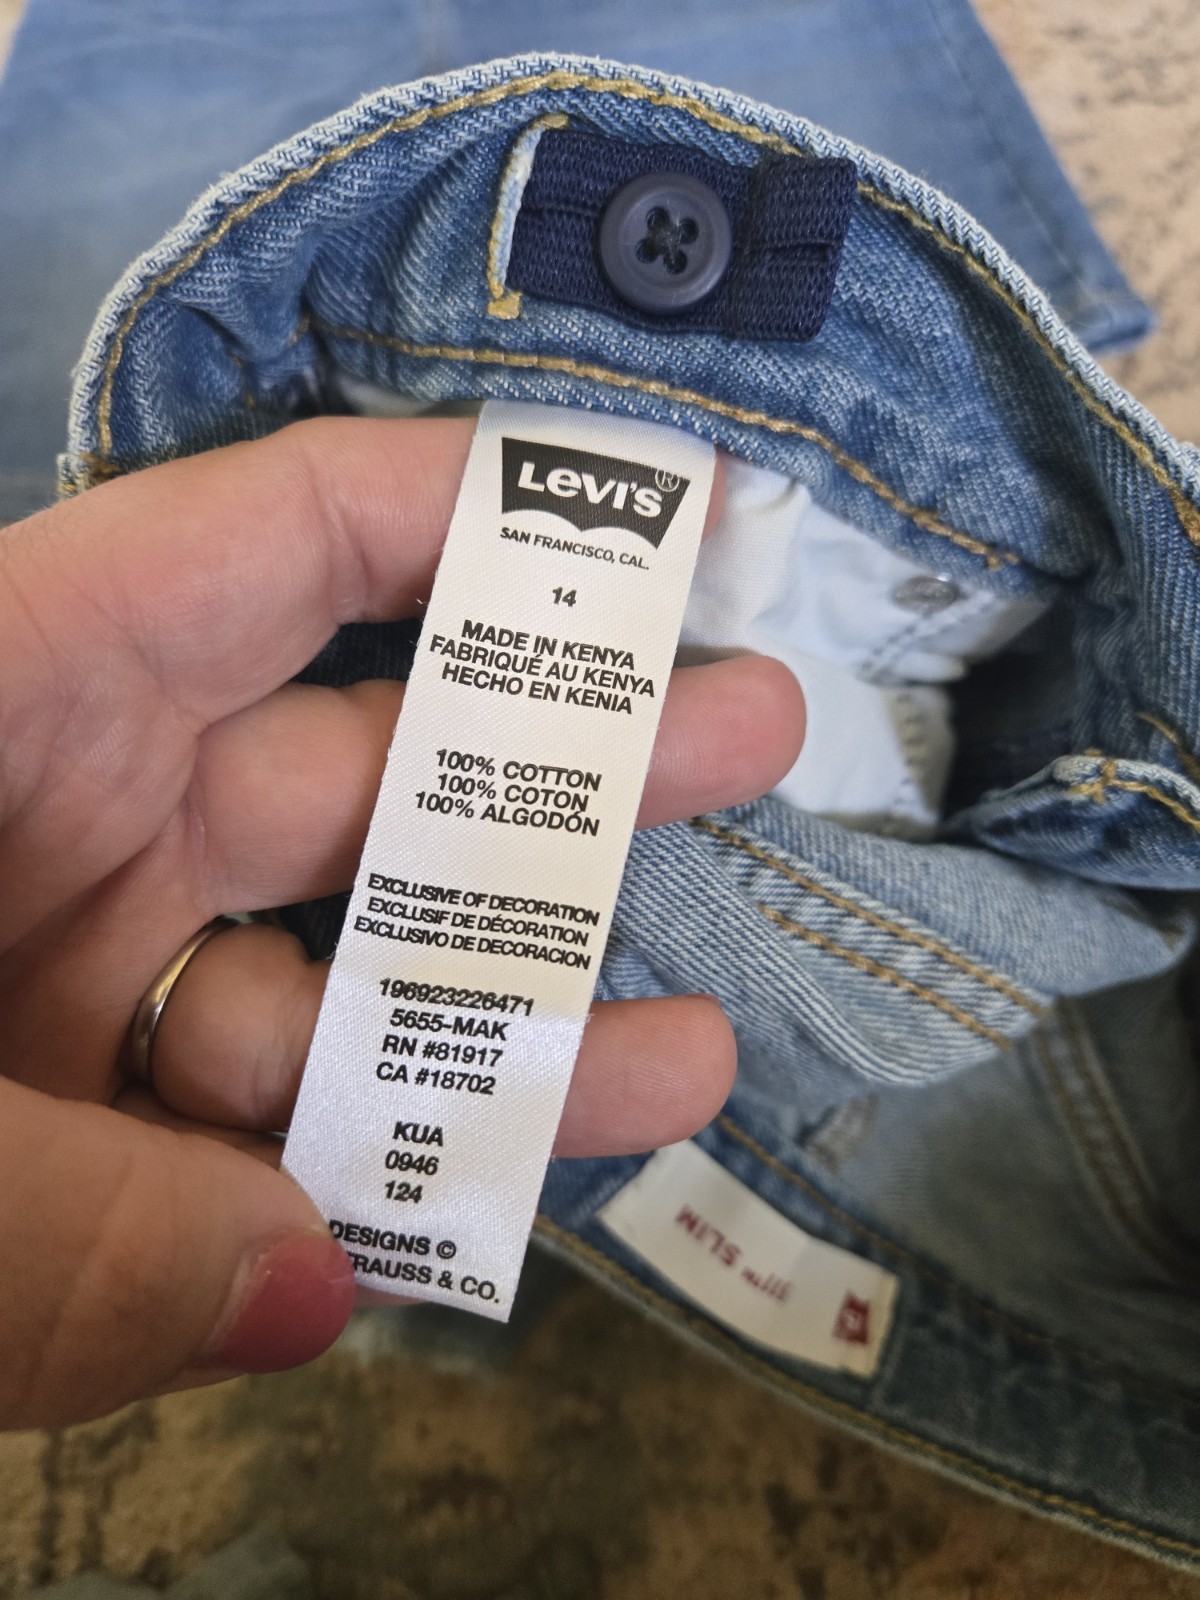 Levi's®
SAN FRANCISCO, CAL.
14
MADE IN KENYA
FABRIQUÉ AU KENYA
HECHO EN KENIA
100% COTTON
100% COTON
100% ALGODÓN
EXCLUSIVE OF DECORATION
EXCLUSIF DE DÉCORATION
EXCLUSIVO DE DECORACION
196923226471
5655-MAK
RN #81917
CA #18702
KUA
0946
124
DESIGNS ©
RAUSS & CO.
511™ SLIM